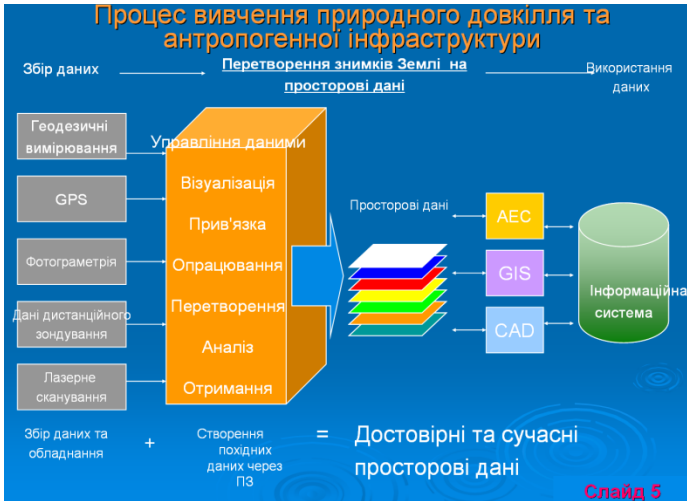 Процес вивчення природного довкілля та
антропогенної інфраструктури
Збір даних
Перетворення знимків Землі на
просторові дані
Використання
даних
Геодезичні
вимірювання
GPS
Фотограметрія
Дані дистанційного
зондування
Лазерне
сканування
Управління даними
Візуалізація
Прив'язка
Опрацювання
Перетворення
Аналіз
Отримання
Просторові дані
AEC
GIS
CAD
Інформаційна
система
Збір даних та
обладнання
+
Створення
похідних
даних через
ПЗ
=
Достовірні та сучасні
просторові дані
Слайд 5